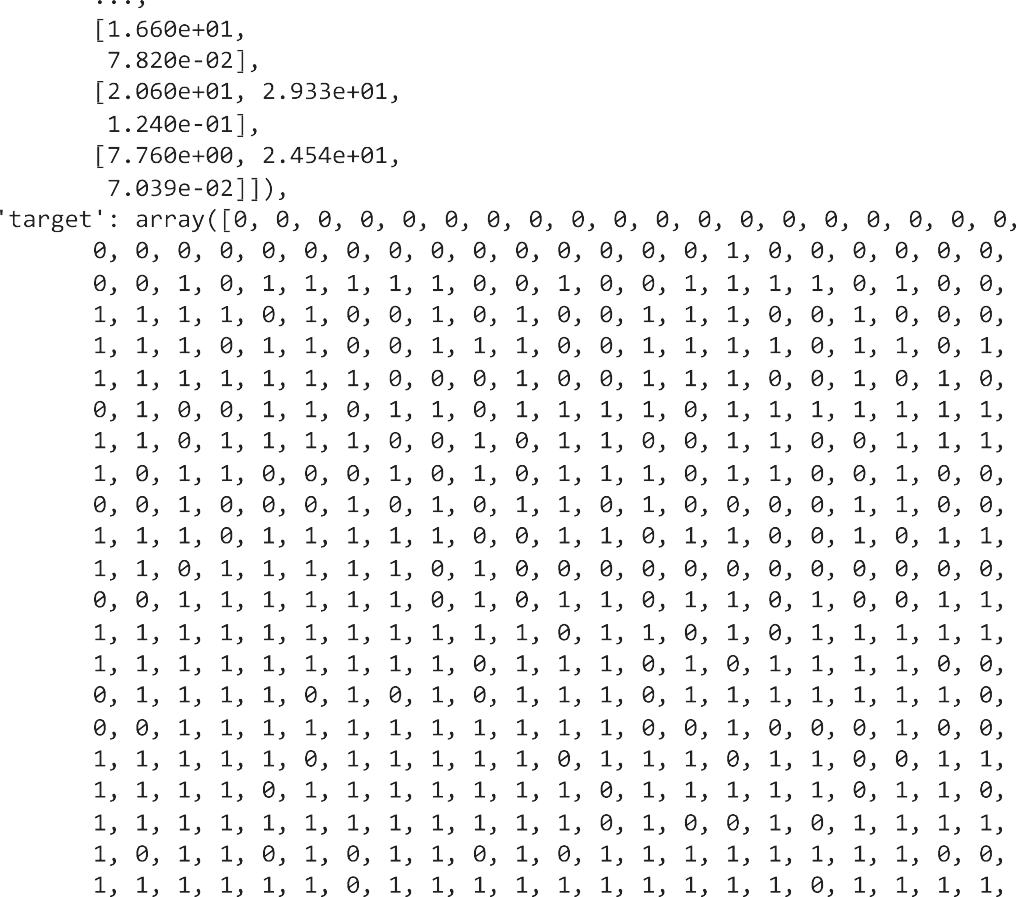 ...,
[1.660e+01,
7.820e-02],
[2.060e+01, 2.933e+01,
1.240e-01],
[7.760e+00, 2.454e+01,
7.039e-02]]),
'target': array([0, 0, 0, 0, 0, 0, 0, 0, 0, 0, 0, 0, 0, 0, 0, 0, 0, 0, 0,
0, 0, 0, 0, 0, 0, 0, 0, 0, 0, 0, 0, 0, 0, 0, 0, 1, 0, 0, 0, 0, 0, 0,
0, 0, 1, 0, 1, 1, 1, 1, 1, 0, 0, 1, 0, 0, 1, 1, 1, 1, 0, 1, 0, 0,
1, 1, 1, 1, 0, 1, 0, 0, 1, 0, 1, 0, 0, 1, 1, 1, 0, 0, 1, 0, 0, 0,
1, 1, 1, 0, 1, 1, 0, 0, 1, 1, 1, 0, 0, 1, 1, 1, 1, 0, 1, 1, 0, 1,
1, 1, 1, 1, 1, 1, 1, 0, 0, 0, 1, 0, 0, 1, 1, 1, 0, 0, 1, 0, 1, 0,
0, 1, 0, 0, 1, 1, 0, 1, 1, 0, 1, 1, 1, 1, 0, 1, 1, 1, 1, 1, 1, 1,
1, 1, 0, 1, 1, 1, 1, 0, 0, 1, 0, 1, 1, 0, 0, 1, 1, 0, 0, 1, 1, 1,
1, 0, 1, 1, 0, 0, 0, 1, 0, 1, 0, 1, 1, 1, 0, 1, 1, 0, 0, 1, 0, 0,
0, 0, 1, 0, 0, 0, 1, 0, 1, 0, 1, 1, 0, 1, 0, 0, 0, 0, 1, 1, 0, 0,
1, 1, 1, 0, 1, 1, 1, 1, 1, 0, 0, 1, 1, 0, 1, 1, 0, 0, 1, 0, 1, 1,
1, 1, 0, 1, 1, 1, 1, 1, 0, 1, 0, 0, 0, 0, 0, 0, 0, 0, 0, 0, 0, 0,
0, 0, 1, 1, 1, 1, 1, 1, 0, 1, 0, 1, 1, 0, 1, 1, 0, 1, 0, 0, 1, 1,
1, 1, 1, 1, 1, 1, 1, 1, 1, 1, 1, 0, 1, 1, 0, 1, 0, 1, 1, 1, 1, 1,
1, 1, 1, 1, 1, 1, 1, 1, 1, 0, 1, 1, 1, 0, 1, 0, 1, 1, 1, 1, 0, 0,
0, 1, 1, 1, 1, 0, 1, 0, 1, 0, 1, 1, 1, 0, 1, 1, 1, 1, 1, 1, 1, 0,
0, 0, 1, 1, 1, 1, 1, 1, 1, 1, 1, 1, 1, 0, 0, 1, 0, 0, 0, 1, 0, 0,
1, 1, 1, 1, 1, 0, 1, 1, 1, 1, 1, 0, 1, 1, 1, 0, 1, 1, 0, 0, 1, 1,
1, 1, 1, 1, 0, 1, 1, 1, 1, 1, 1, 1, 0, 1, 1, 1, 1, 1, 0, 1, 1, 0,
1, 1, 1, 1, 1, 1, 1, 1, 1, 1, 1, 1, 0, 1, 0, 0, 1, 0, 1, 1, 1, 1,
1, 0, 1, 1, 0, 1, 0, 1, 1, 0, 1, 0, 1, 1, 1, 1, 1, 1, 1, 1, 0, 0,
1, 1, 1, 1, 1, 1, 0, 1, 1, 1, 1, 1, 1, 1, 1, 1, 1, 0, 1, 1, 1, 1,